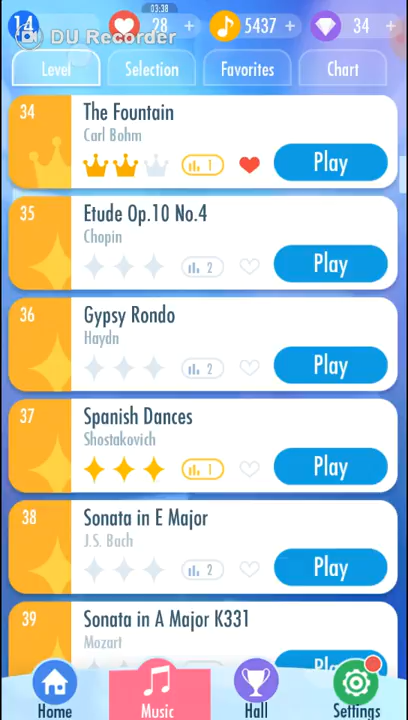 14 28 + 03:38 5437 + 34 +
DU Recorder
Level Selection Favorites Chart
34 The Fountain
Carl Bohm
1 Play
35 Etude Op.10 No.4
Chopin
2 Play
36 Gypsy Rondo
Haydn
2 Play
37 Spanish Dances
Shostakovich
1 Play
38 Sonata in E Major
J.S. Bach
2 Play
39 Sonata in A Major K331
Mozart
Play
Home Music Hall Settings